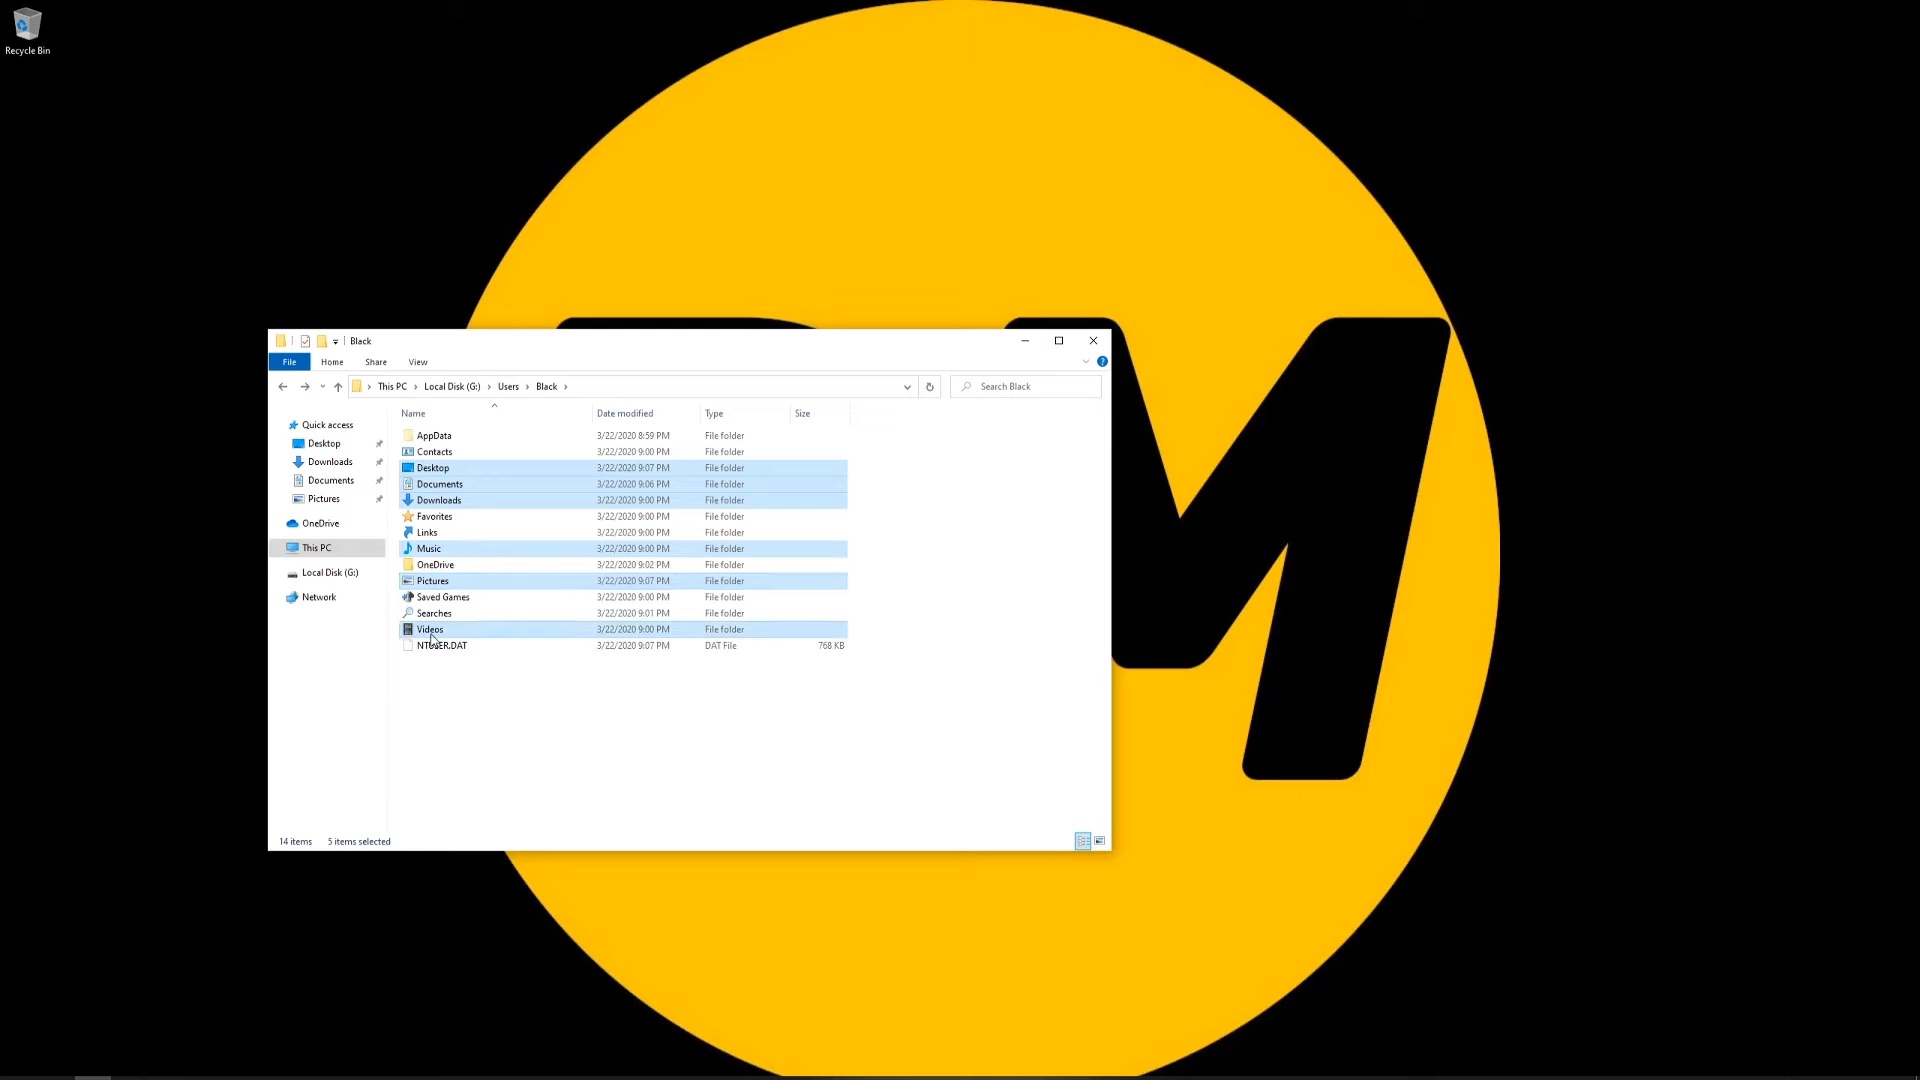 Recycle Bin
Black
File Home Share View
This PC Local Disk (G:) Users Black
Search Black
Name Date modified Type Size
Quick access
Desktop
Downloads
Documents
Pictures
OneDrive
This PC
Local Disk (G:)
Network
AppData 3/22/2020 8:59 PM File folder
Contacts 3/22/2020 9:00 PM File folder
Desktop 3/22/2020 9:07 PM File folder
Documents 3/22/2020 9:06 PM File folder
Downloads 3/22/2020 9:00 PM File folder
Favorites 3/22/2020 9:00 PM File folder
Links 3/22/2020 9:00 PM File folder
Music 3/22/2020 9:00 PM File folder
OneDrive 3/22/2020 9:02 PM File folder
Pictures 3/22/2020 9:07 PM File folder
Saved Games 3/22/2020 9:00 PM File folder
Searches 3/22/2020 9:01 PM File folder
Videos 3/22/2020 9:00 PM File folder
NTUSER.DAT 3/22/2020 9:07 PM DAT File 768 KB
14 items 5 items selected
M